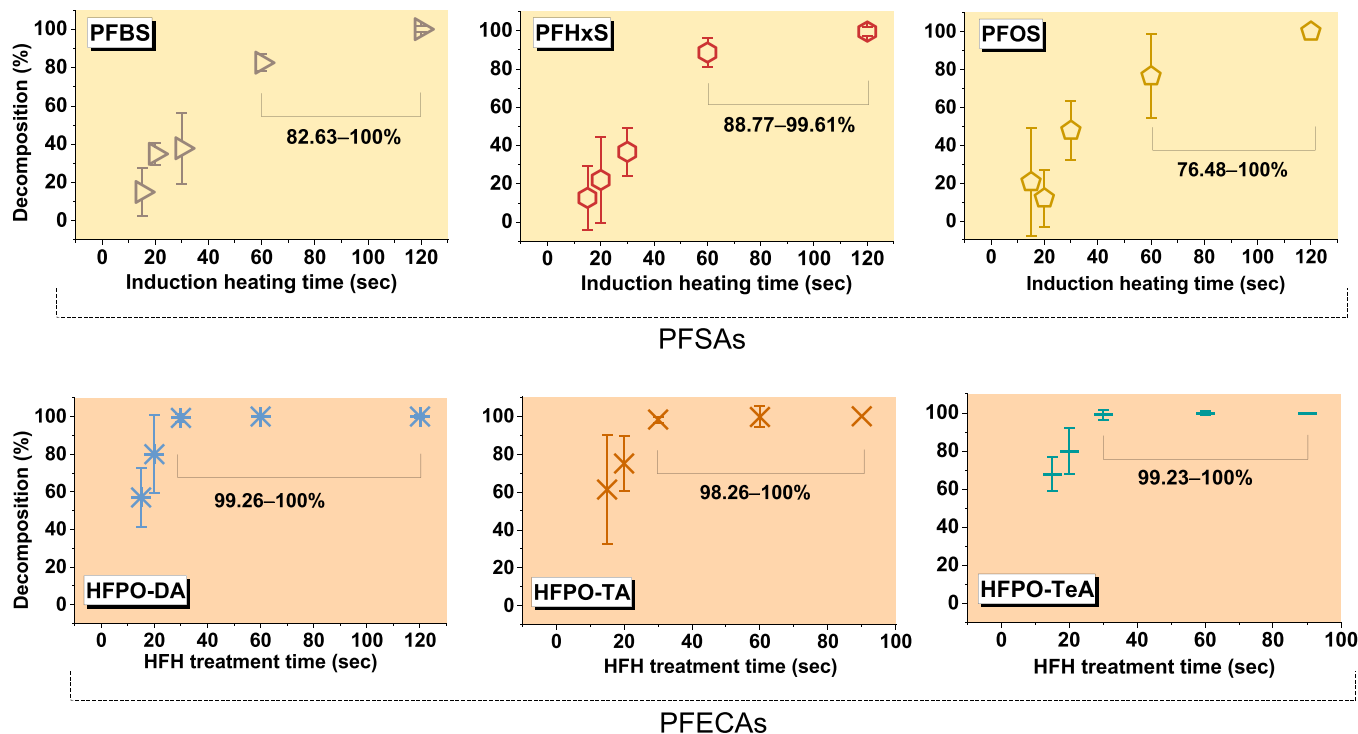 PFBS
PFHxS
PFOS
Decomposition (%)
100
80
60
40
20
0
82.63–100%
0 20 40 60 80 100 120
Induction heating time (sec)
100
80
60
40
20
0
88.77–99.61%
0 20 40 60 80 100 120
Induction heating time (sec)
100
80
60
40
20
0
76.48–100%
0 20 40 60 80 100 120
Induction heating time (sec)
PFSAs
Decomposition (%)
100
80
60
40
20
0
99.26–100%
HFPO-DA
0 20 40 60 80 100 120
HFH treatment time (sec)
100
80
60
40
20
0
98.26–100%
HFPO-TA
0 20 40 60 80 100
HFH treatment time (sec)
100
80
60
40
20
0
99.23–100%
HFPO-TeA
0 20 40 60 80 100
HFH treatment time (sec)
PFECAs